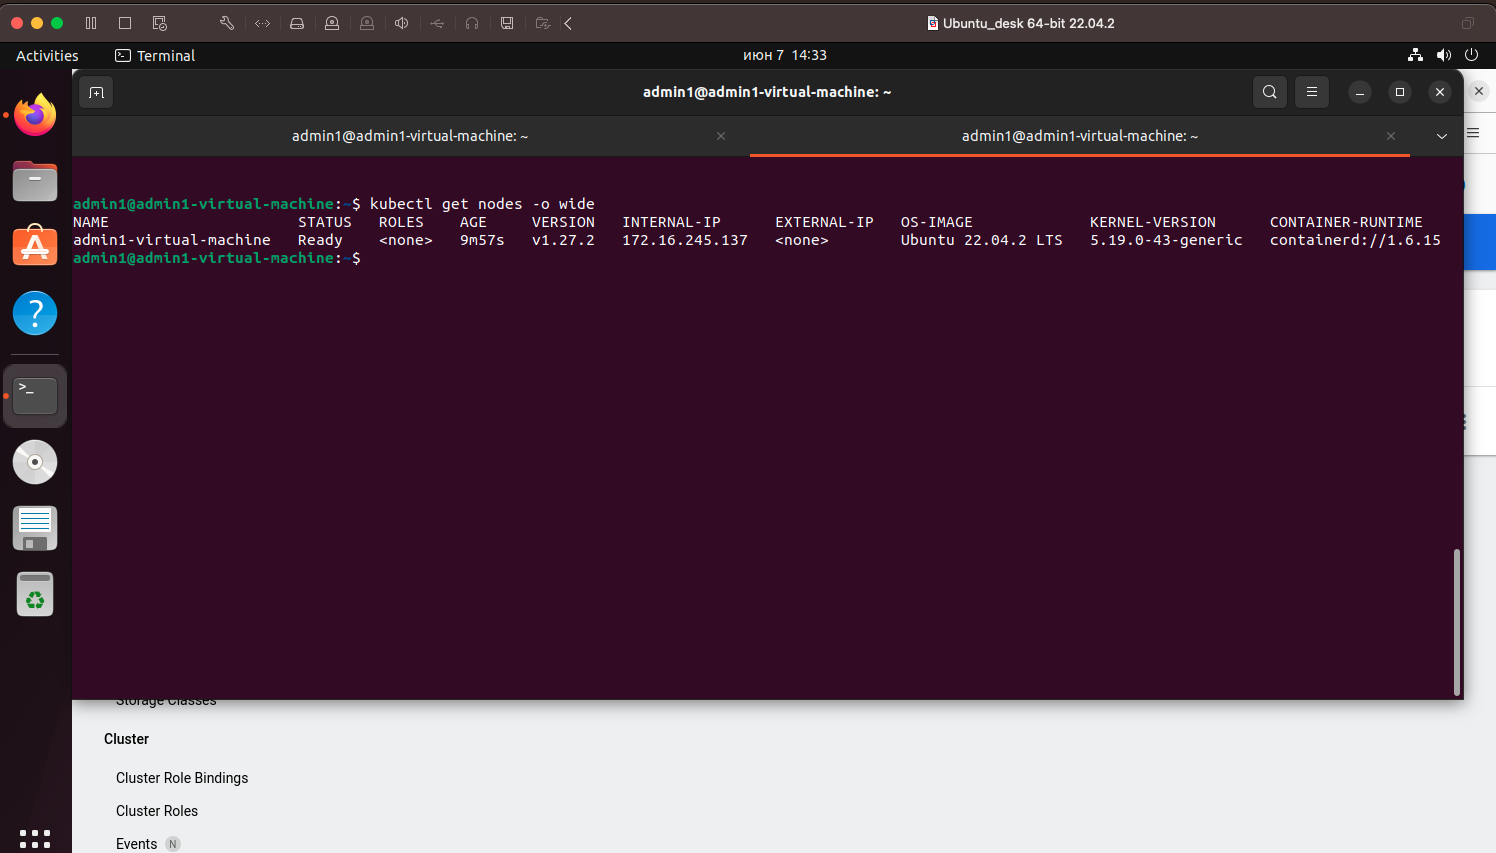 Ubuntu_desk 64-bit 22.04.2
Activities Terminal июн 7 14:33
admin1@admin1-virtual-machine: ~
admin1@admin1-virtual-machine: ~ admin1@admin1-virtual-machine: ~
admin1@admin1-virtual-machine:~$ kubectl get nodes -o wide
NAME STATUS ROLES AGE VERSION INTERNAL-IP EXTERNAL-IP OS-IMAGE KERNEL-VERSION CONTAINER-RUNTIME
admin1-virtual-machine Ready <none> 9m57s v1.27.2 172.16.245.137 <none> Ubuntu 22.04.2 LTS 5.19.0-43-generic containerd://1.6.15
admin1@admin1-virtual-machine:~$
Storage Classes
Cluster
Cluster Role Bindings
Cluster Roles
Events N